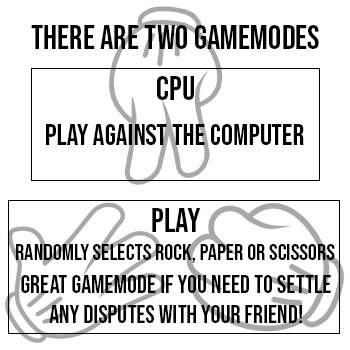 THERE ARE TWO GAMEMODES
CPU
PLAY AGAINST THE COMPUTER
PLAY
RANDOMLY SELECTS ROCK, PAPER OR SCISSORS
GREAT GAMEMODE IF YOU NEED TO SETTLE
ANY DISPUTES WITH YOUR FRIEND!